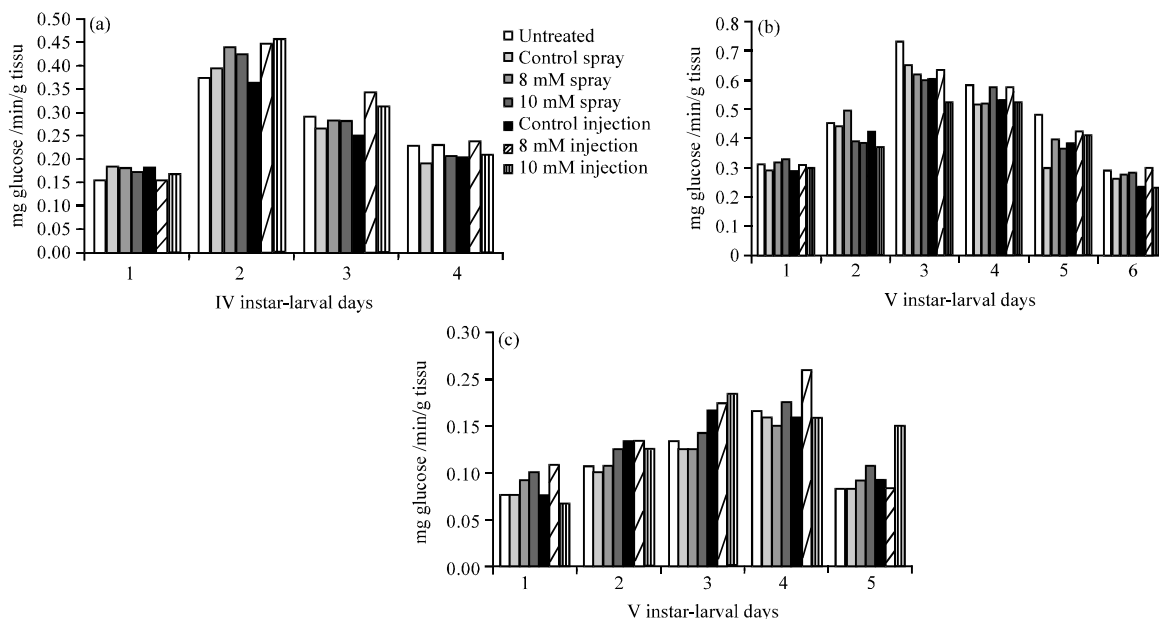 (a)
mg glucose /min/g tissu
0.50
0.45
0.40
0.35
0.30
0.25
0.20
0.15
0.10
0.05
0.00
1 2 3 4
IV instar-larval days
Untreated
Control spray
8 mM spray
10 mM spray
Control injection
8 mM injection
10 mM injection
(b)
mg glucose /min/g tissu
0.8
0.7
0.6
0.5
0.4
0.3
0.2
0.1
0
1 2 3 4 5 6
V instar-larval days
(c)
mg glucose /min/g tissu
0.30
0.25
0.15
0.10
0.05
0.00
1 2 3 4 5
V instar-larval days